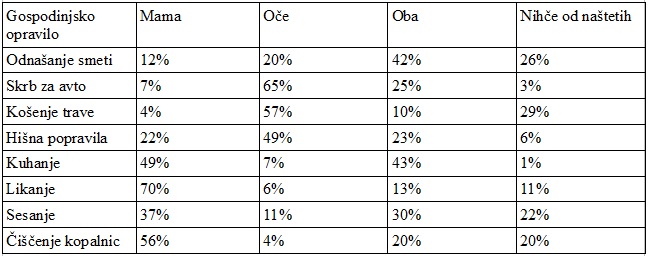 Gospodinjsko opravilo Mama Oče Oba Nihče od naštetih
Odnašanje smeti 12% 20% 42% 26%
Skrb za avto 7% 65% 25% 3%
Košenje trave 4% 57% 10% 29%
Hišna popravila 22% 49% 23% 6%
Kuhanje 49% 7% 43% 1%
Likanje 70% 6% 13% 11%
Sesanje 37% 11% 30% 22%
Čiščenje kopalnic 56% 4% 20% 20%